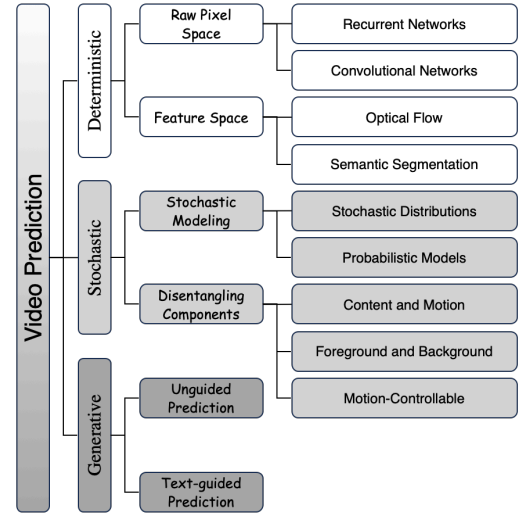 Video Prediction
Deterministic
Raw Pixel
Space
Recurrent Networks
Convolutional Networks
Feature Space
Optical Flow
Semantic Segmentation
Stochastic
Stochastic
Modeling
Stochastic Distributions
Probabilistic Models
Disentangling
Components
Content and Motion
Foreground and Background
Motion-Controllable
Generative
Unguided
Prediction
Text-guided
Prediction